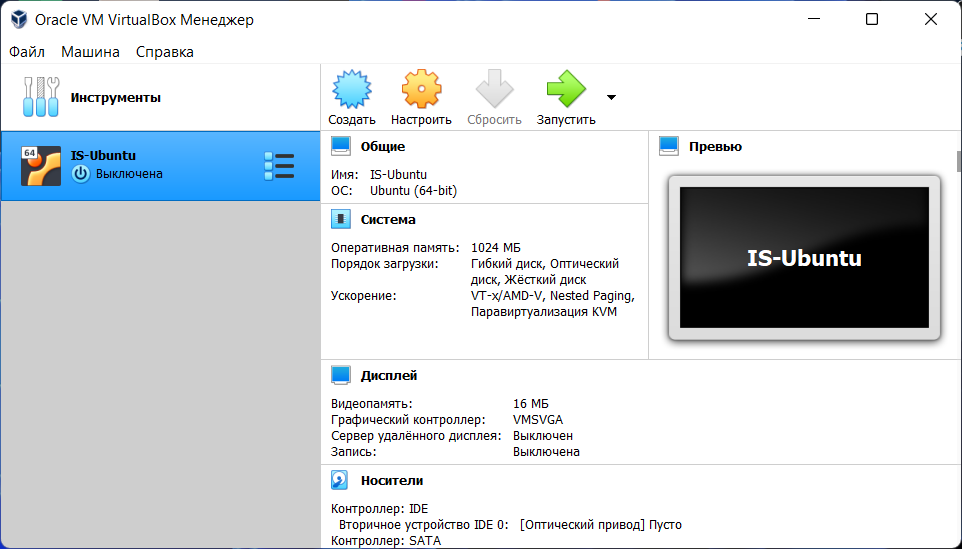 Oracle VM VirtualBox Менеджер
Файл Машина Справка
Инструменты
Создать Настроить Сбросить Запустить
64
IS-Ubuntu
Выключена
Общие
Имя: IS-Ubuntu
ОС: Ubuntu (64-bit)
Превью
IS-Ubuntu
Система
Оперативная память: 1024 МБ
Порядок загрузки: Гибкий диск, Оптический
диск, Жёсткий диск
Ускорение: VT-x/AMD-V, Nested Paging,
Паравиртуализация KVM
Дисплей
Видеопамять: 16 МБ
Графический контроллер: VMSVGA
Сервер удалённого дисплея: Выключен
Запись: Выключена
Носители
Контроллер: IDE
Вторичное устройство IDE 0: [Оптический привод] Пусто
Контроллер: SATA